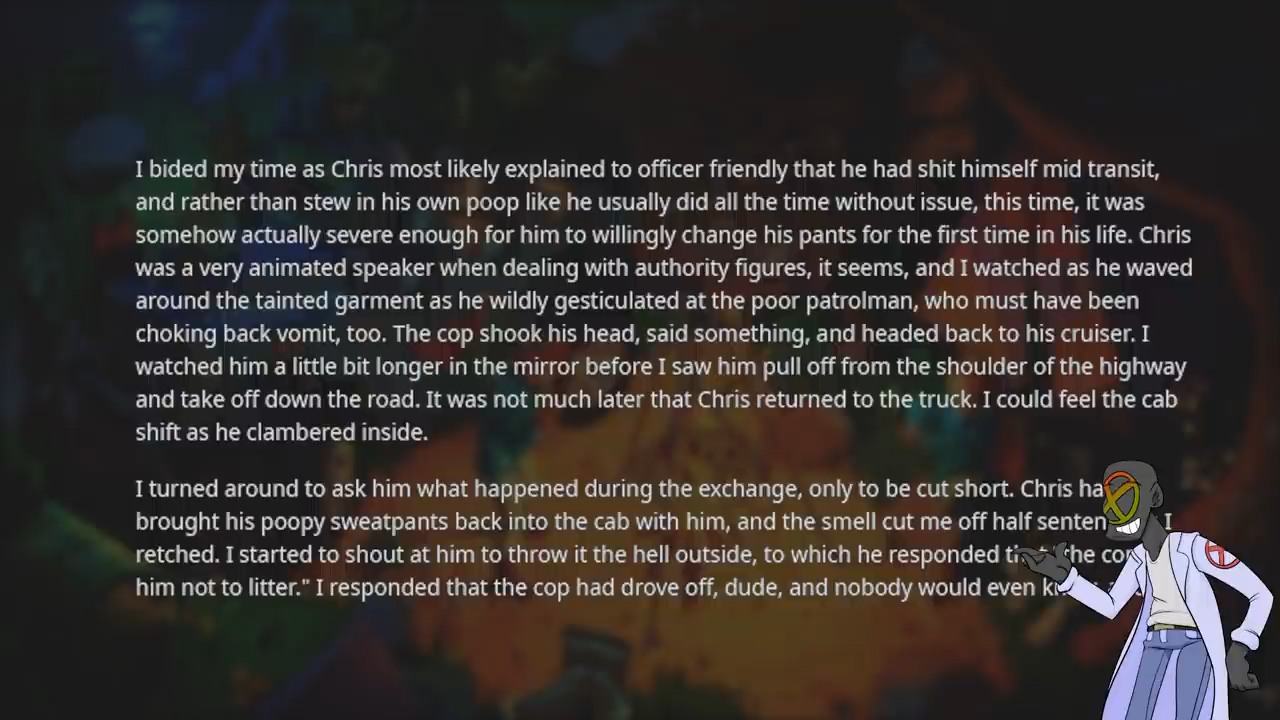 I bided my time as Chris most likely explained to officer friendly that he had shit himself mid transit,
and rather than stew in his own poop like he usually did all the time without issue, this time, it was
somehow actually severe enough for him to willingly change his pants for the first time in his life. Chris
was a very animated speaker when dealing with authority figures, it seems, and I watched as he waved
around the tainted garment as he wildly gesticulated at the poor patrolman, who must have been
choking back vomit, too. The cop shook his head, said something, and headed back to his cruiser. I
watched him a little bit longer in the mirror before I saw him pull off from the shoulder of the highway
and take off down the road. It was not much later that Chris returned to the truck. I could feel the cab
shift as he clambered inside.
I turned around to ask him what happened during the exchange, only to be cut short. Chris
brought his poopy sweatpants back into the cab with him, and the smell cut me off half I
retched. I started to shout at him to throw it the hell outside, to which he responded
him not to litter." I responded that the cop had drove off, dude, and nobody would even